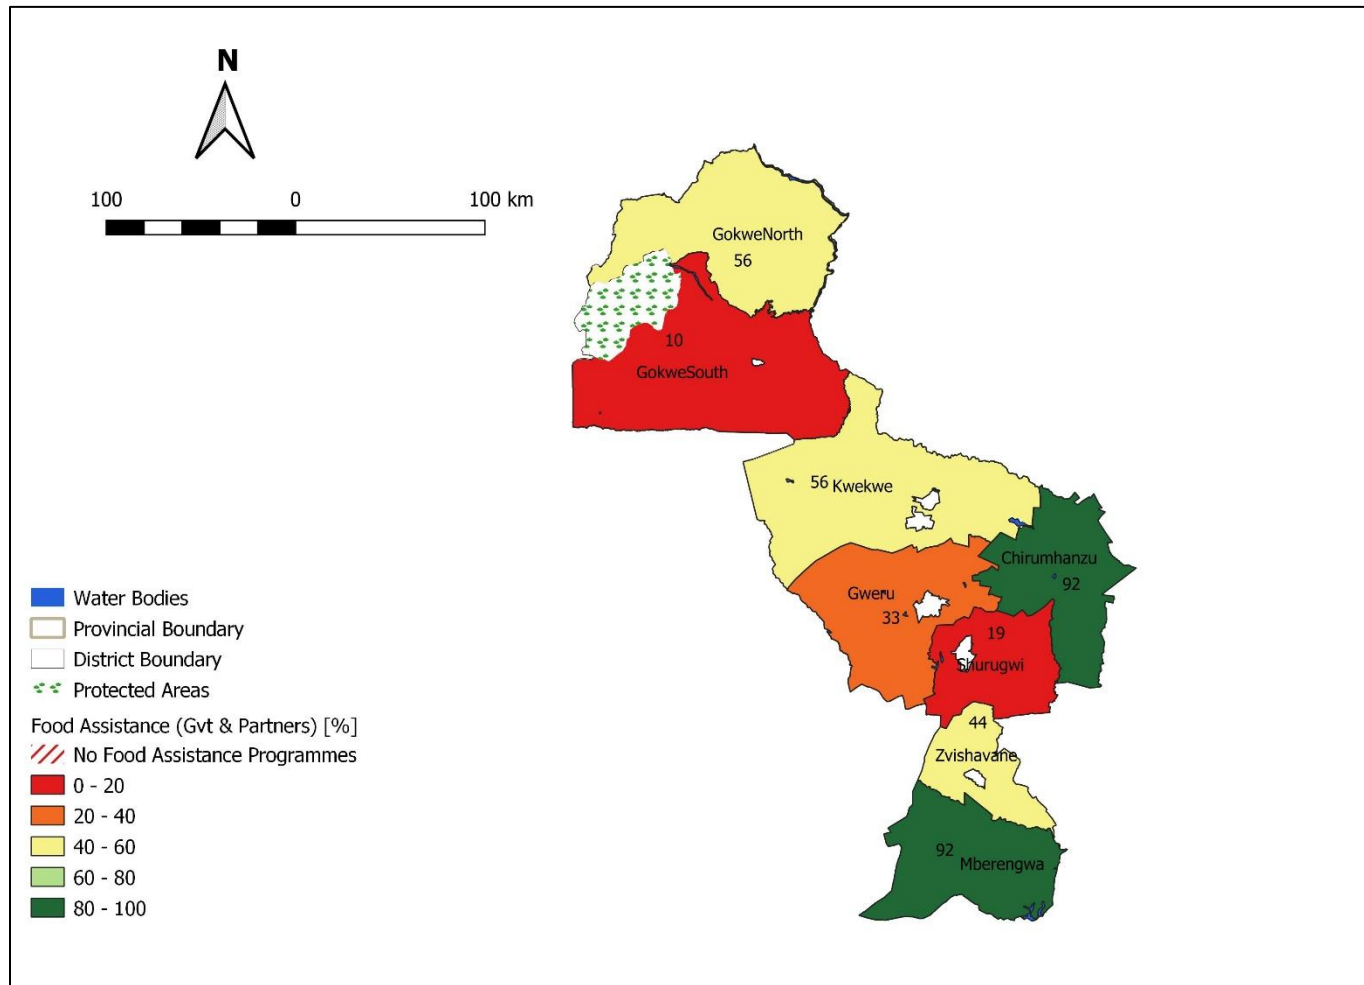 N
100 0 100 km
GokweNorth
56
10
GokweSouth
56 Kwekwe
Chirumhanzu
92
Gweru
33
19
Shurugwi
44
Zvishavane
92 Mberengwa
Water Bodies
Provincial Boundary
District Boundary
Protected Areas
Food Assistance (Gvt & Partners) [%]
No Food Assistance Programmes
0 - 20
20 - 40
40 - 60
60 - 80
80 - 100